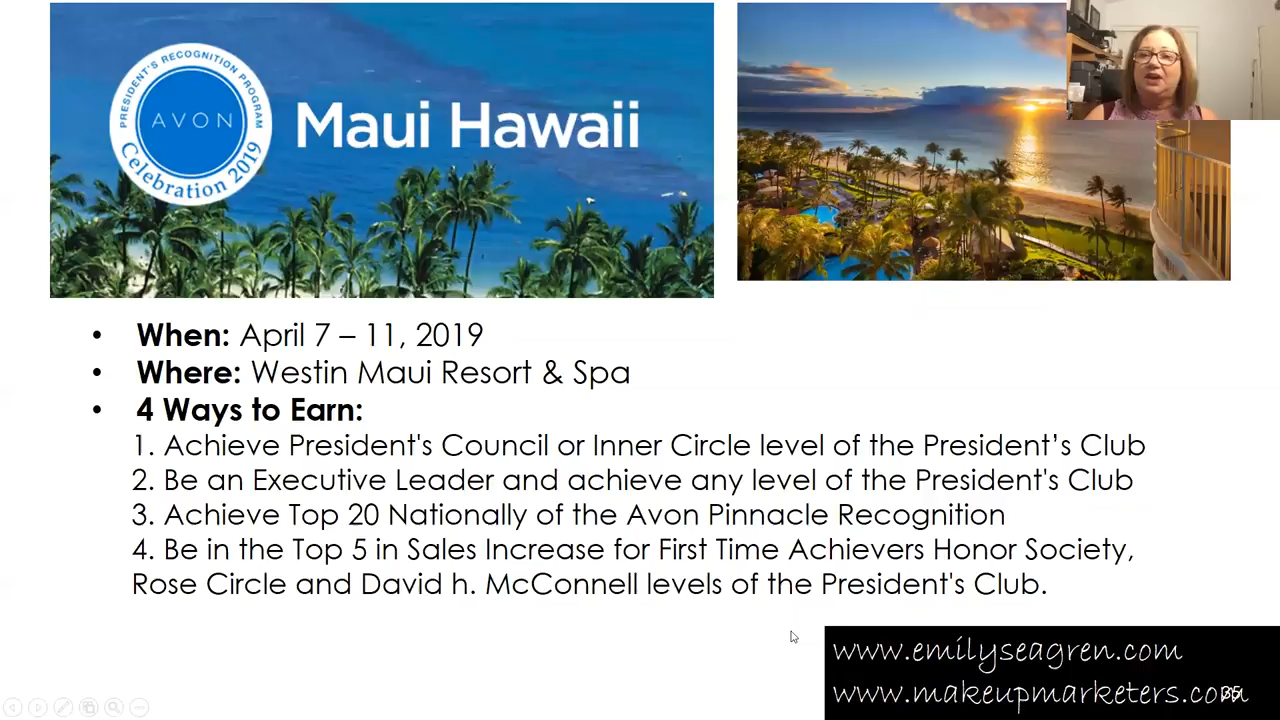 PRESIDENT'S RECOGNITION PROGRAM
AVON
Celebration 2019
Maui Hawaii
• When: April 7 – 11, 2019
• Where: Westin Maui Resort & Spa
• 4 Ways to Earn:
1. Achieve President's Council or Inner Circle level of the President’s Club
2. Be an Executive Leader and achieve any level of the President's Club
3. Achieve Top 20 Nationally of the Avon Pinnacle Recognition
4. Be in the Top 5 in Sales Increase for First Time Achievers Honor Society,
Rose Circle and David h. McConnell levels of the President's Club.
www.emilyseagren.com
www.makeupmarketers.com
35